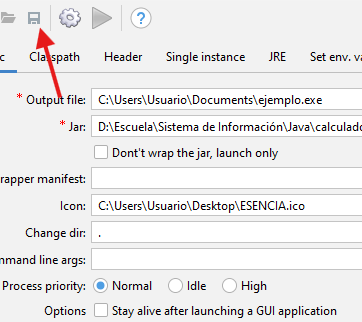 Classpath Header Single instance JRE Set env.
* Output file: C:\Users\Usuario\Documents\ejemplo.exe
* Jar: D:\Escuela\Sistema de Información\Java\calculado
Don't wrap the jar, launch only
rapper manifest:
Icon: C:\Users\Usuario\Desktop\ESENCIA.ico
Change dir: .
mmand line args:
Process priority: Normal Idle High
Options Stay alive after launching a GUI application